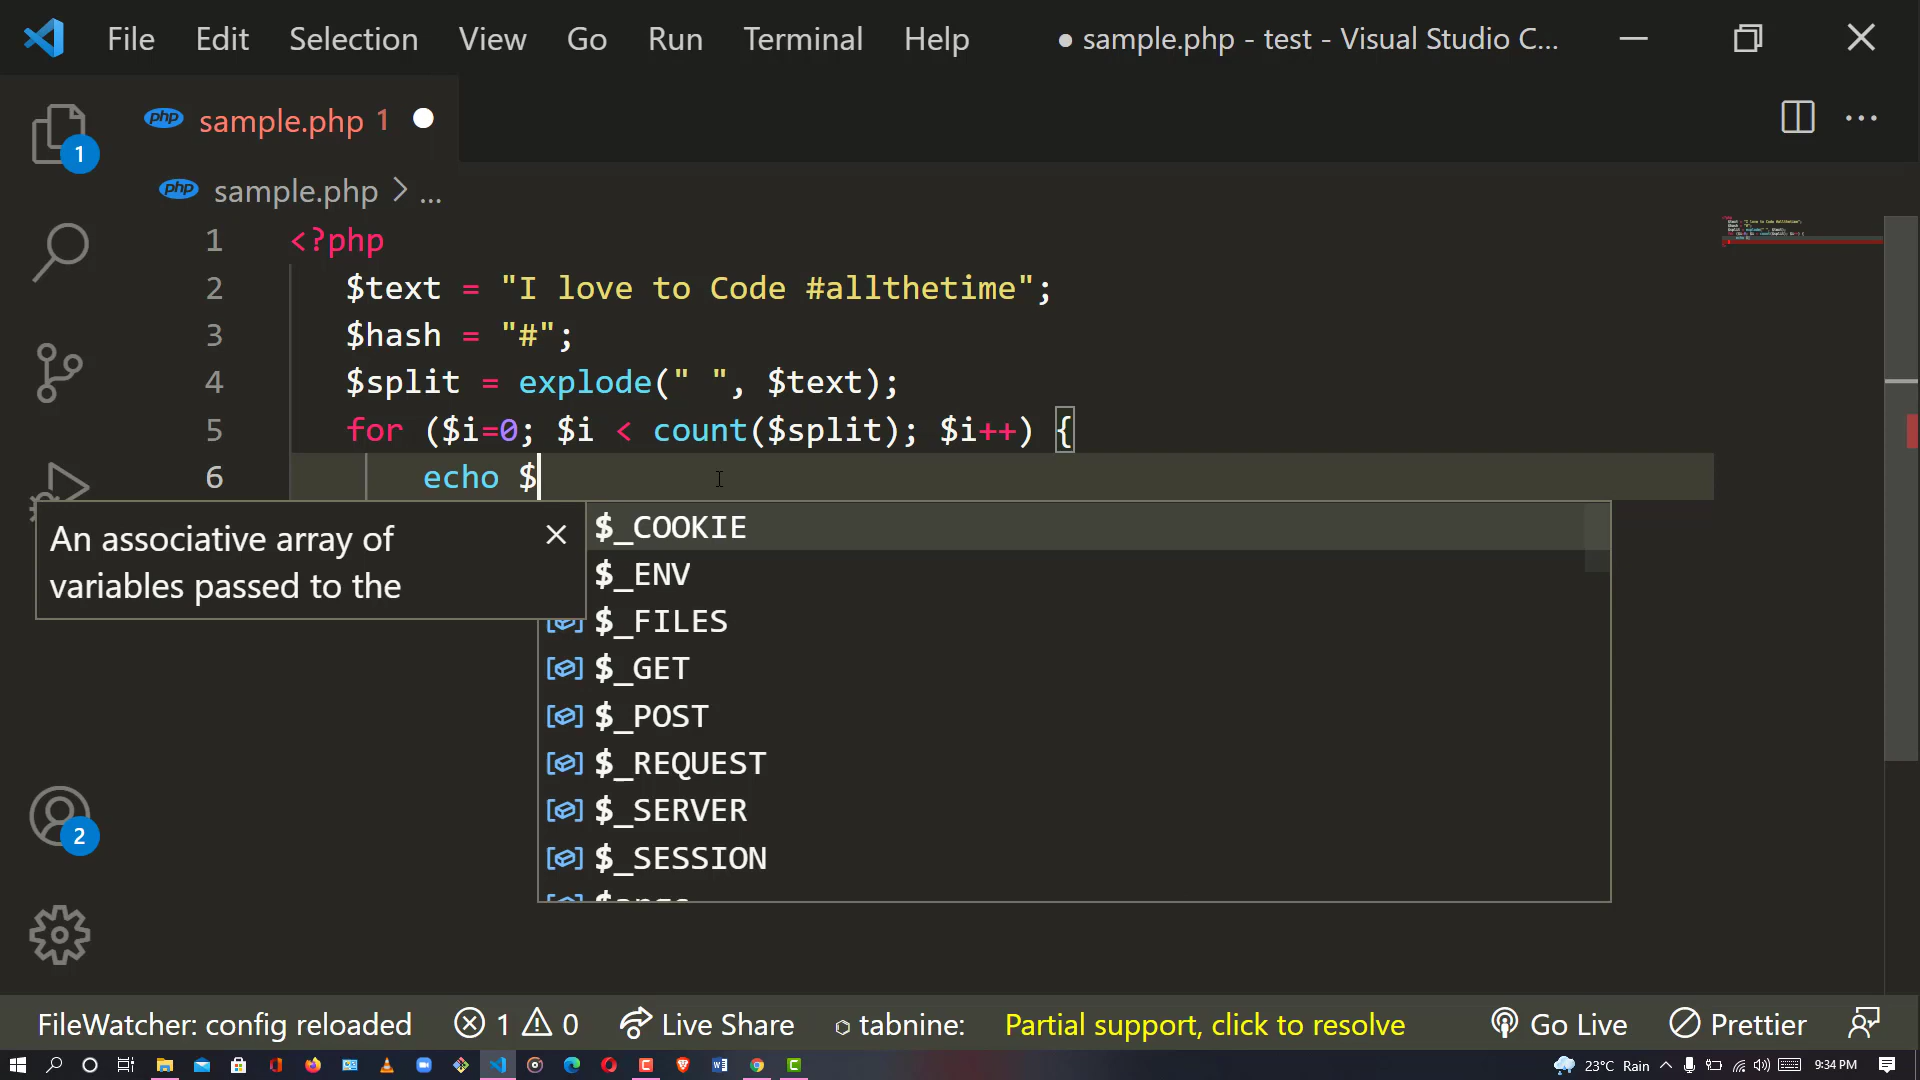 File Edit Selection View Go Run Terminal Help ● sample.php - test - Visual Studio C...
php sample.php 1
1
php sample.php > ...
1 <?php
2 $text = "I love to Code #allthetime";
3 $hash = "#";
4 $split = explode(" ", $text);
5 for ($i=0; $i < count($split); $i++) {
6 echo $
An associative array of
variables passed to the
$_COOKIE
$_ENV
$_FILES
$_GET
$_POST
$_REQUEST
$_SERVER
$_SESSION
2
FileWatcher: config reloaded 1 0 Live Share tabnine: Partial support, click to resolve Go Live Prettier
23°C Rain 9:34 PM